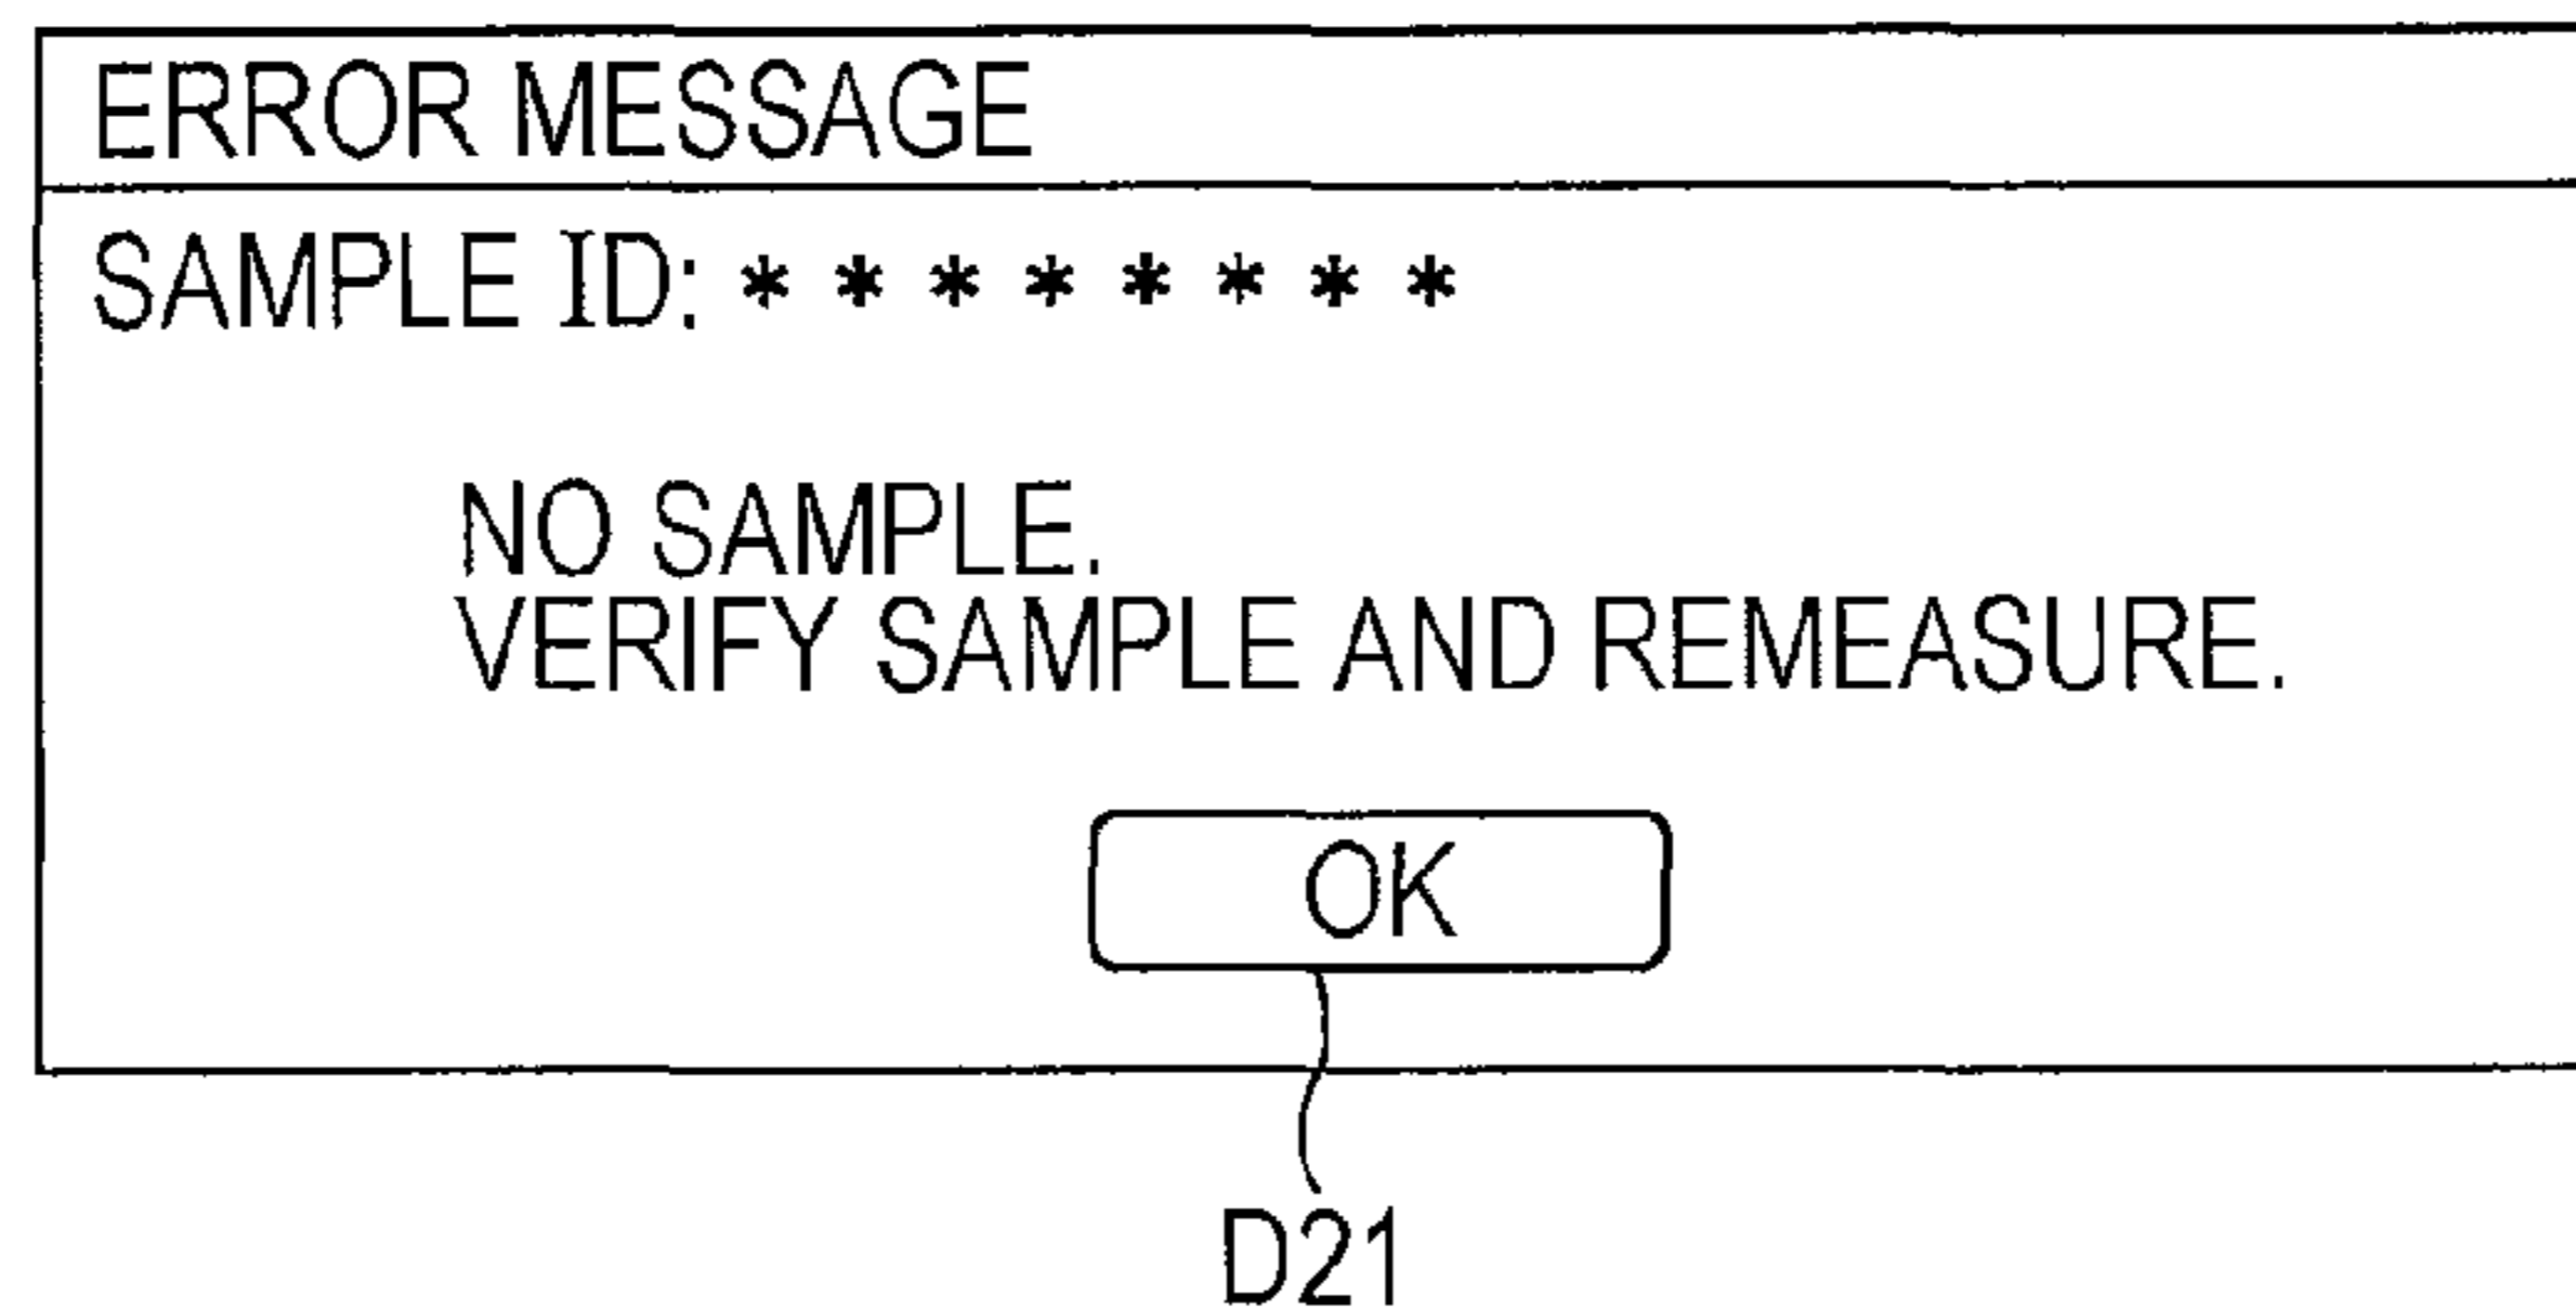 ERROR MESSAGE
SAMPLE ID: * * * * * * * *
NO SAMPLE.
VERIFY SAMPLE AND REMEASURE.
OK
D21